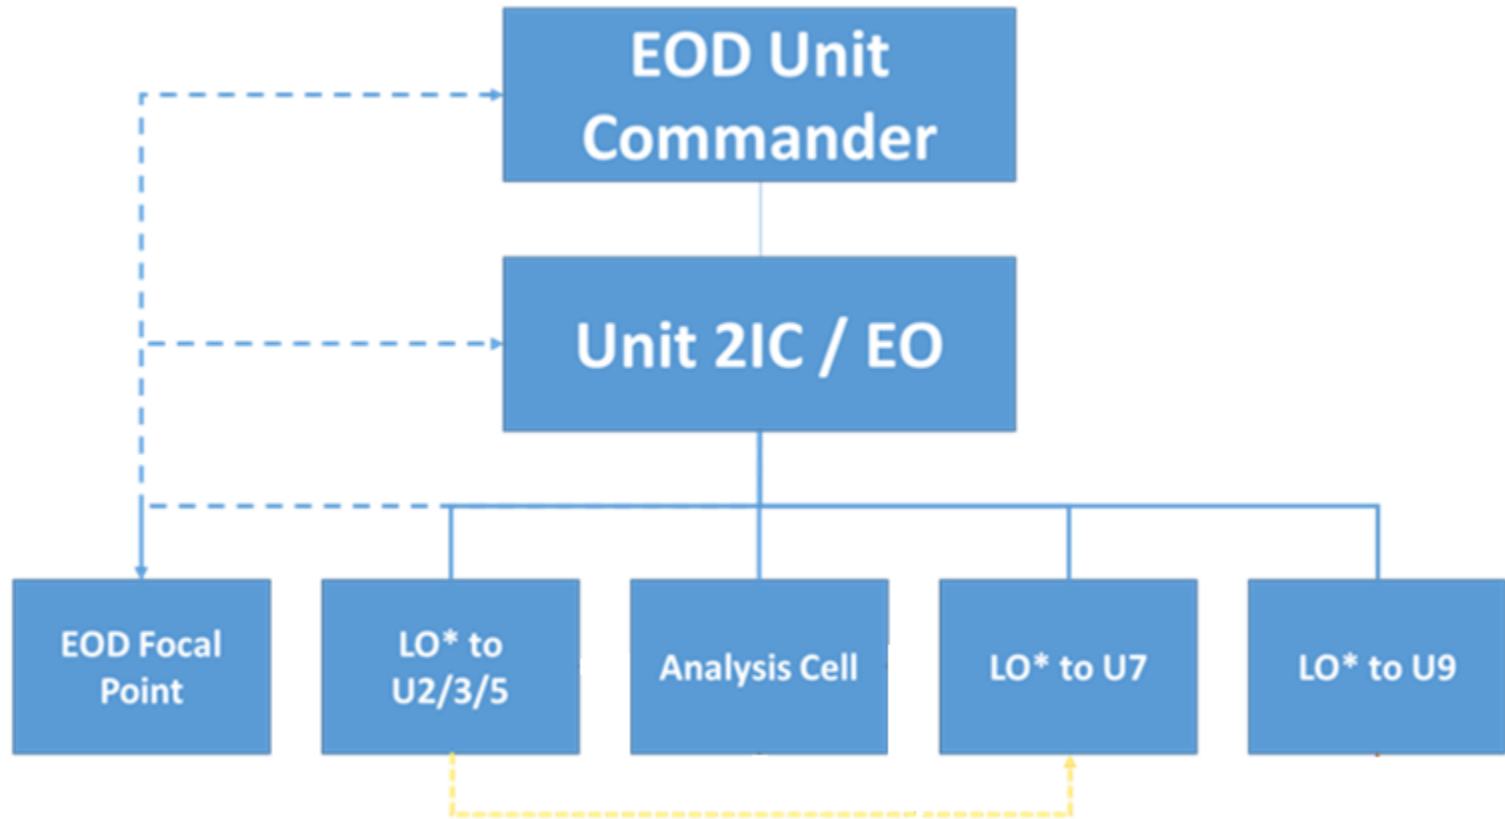 EOD Unit
Commander
Unit 2IC / EO
EOD Focal
Point
LO* to
U2/3/5
Analysis Cell
LO* to U7
LO* to U9